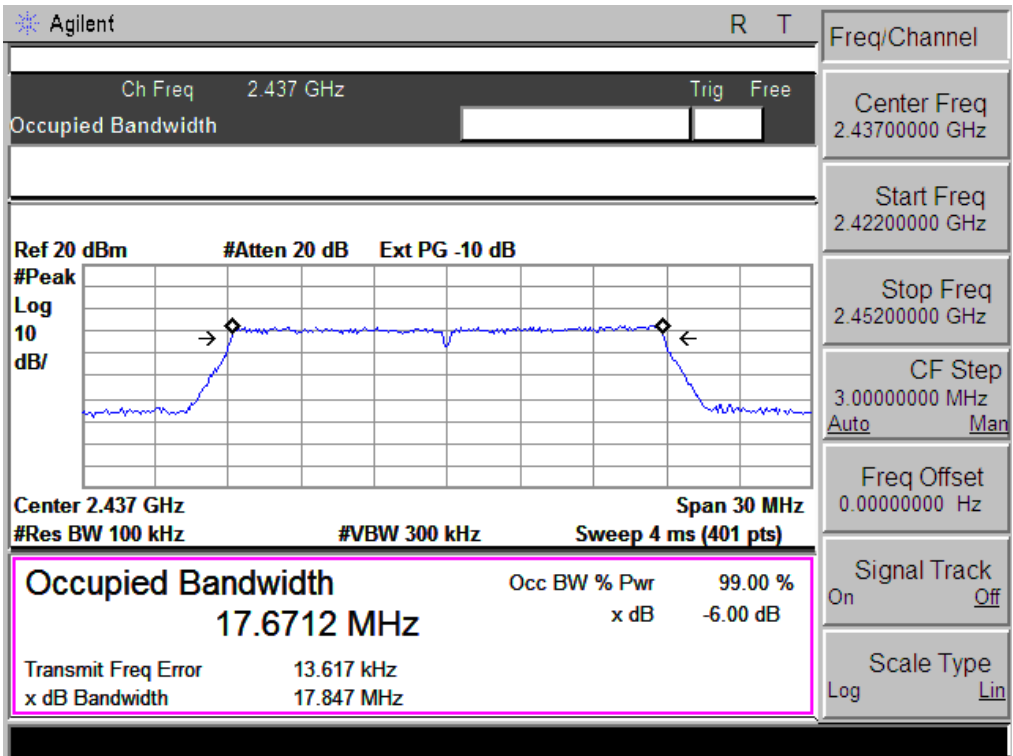 Agilent R T
Ch Freq 2.437 GHz Trig Free
Occupied Bandwidth
Ref 20 dBm #Atten 20 dB Ext PG -10 dB
#Peak
Log
10
dB/
Center 2.437 GHz Span 30 MHz
#Res BW 100 kHz #VBW 300 kHz Sweep 4 ms (401 pts)
Occupied Bandwidth Occ BW % Pwr 99.00 %
17.6712 MHz x dB -6.00 dB
Transmit Freq Error 13.617 kHz
x dB Bandwidth 17.847 MHz
Freq/Channel
Center Freq
2.43700000 GHz
Start Freq
2.42200000 GHz
Stop Freq
2.45200000 GHz
CF Step
3.00000000 MHz
Auto Man
Freq Offset
0.00000000 Hz
Signal Track
On Off
Scale Type
Log Lin